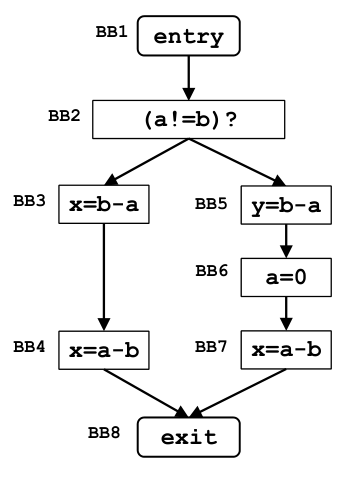 BB1 entry
BB2 (a!=b)?
BB3 x=b-a
BB5 y=b-a
BB6 a=0
BB4 x=a-b
BB7 x=a-b
BB8 exit